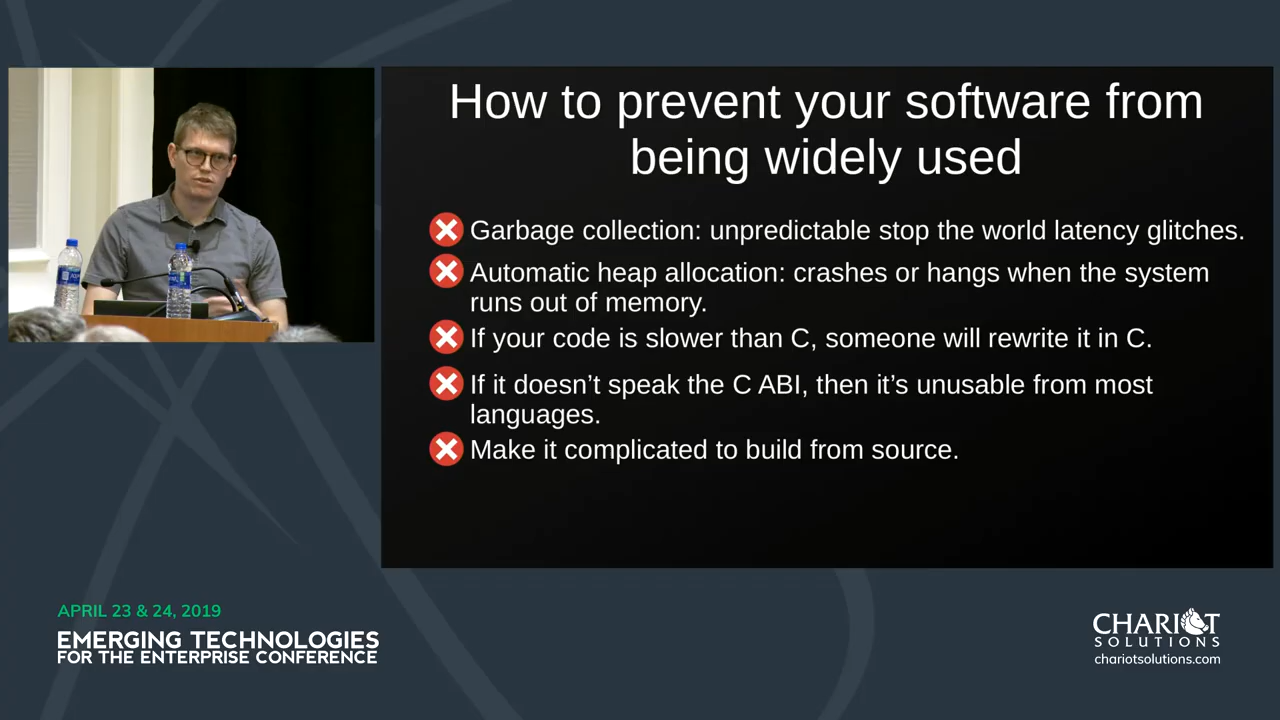 How to prevent your software from
being widely used
Garbage collection: unpredictable stop the world latency glitches.
Automatic heap allocation: crashes or hangs when the system
runs out of memory.
If your code is slower than C, someone will rewrite it in C.
If it doesn’t speak the C ABI, then it’s unusable from most
languages.
Make it complicated to build from source.
APRIL 23 & 24, 2019
EMERGING TECHNOLOGIES
FOR THE ENTERPRISE CONFERENCE
CHARIOT
SOLUTIONS
chariotsolutions.com